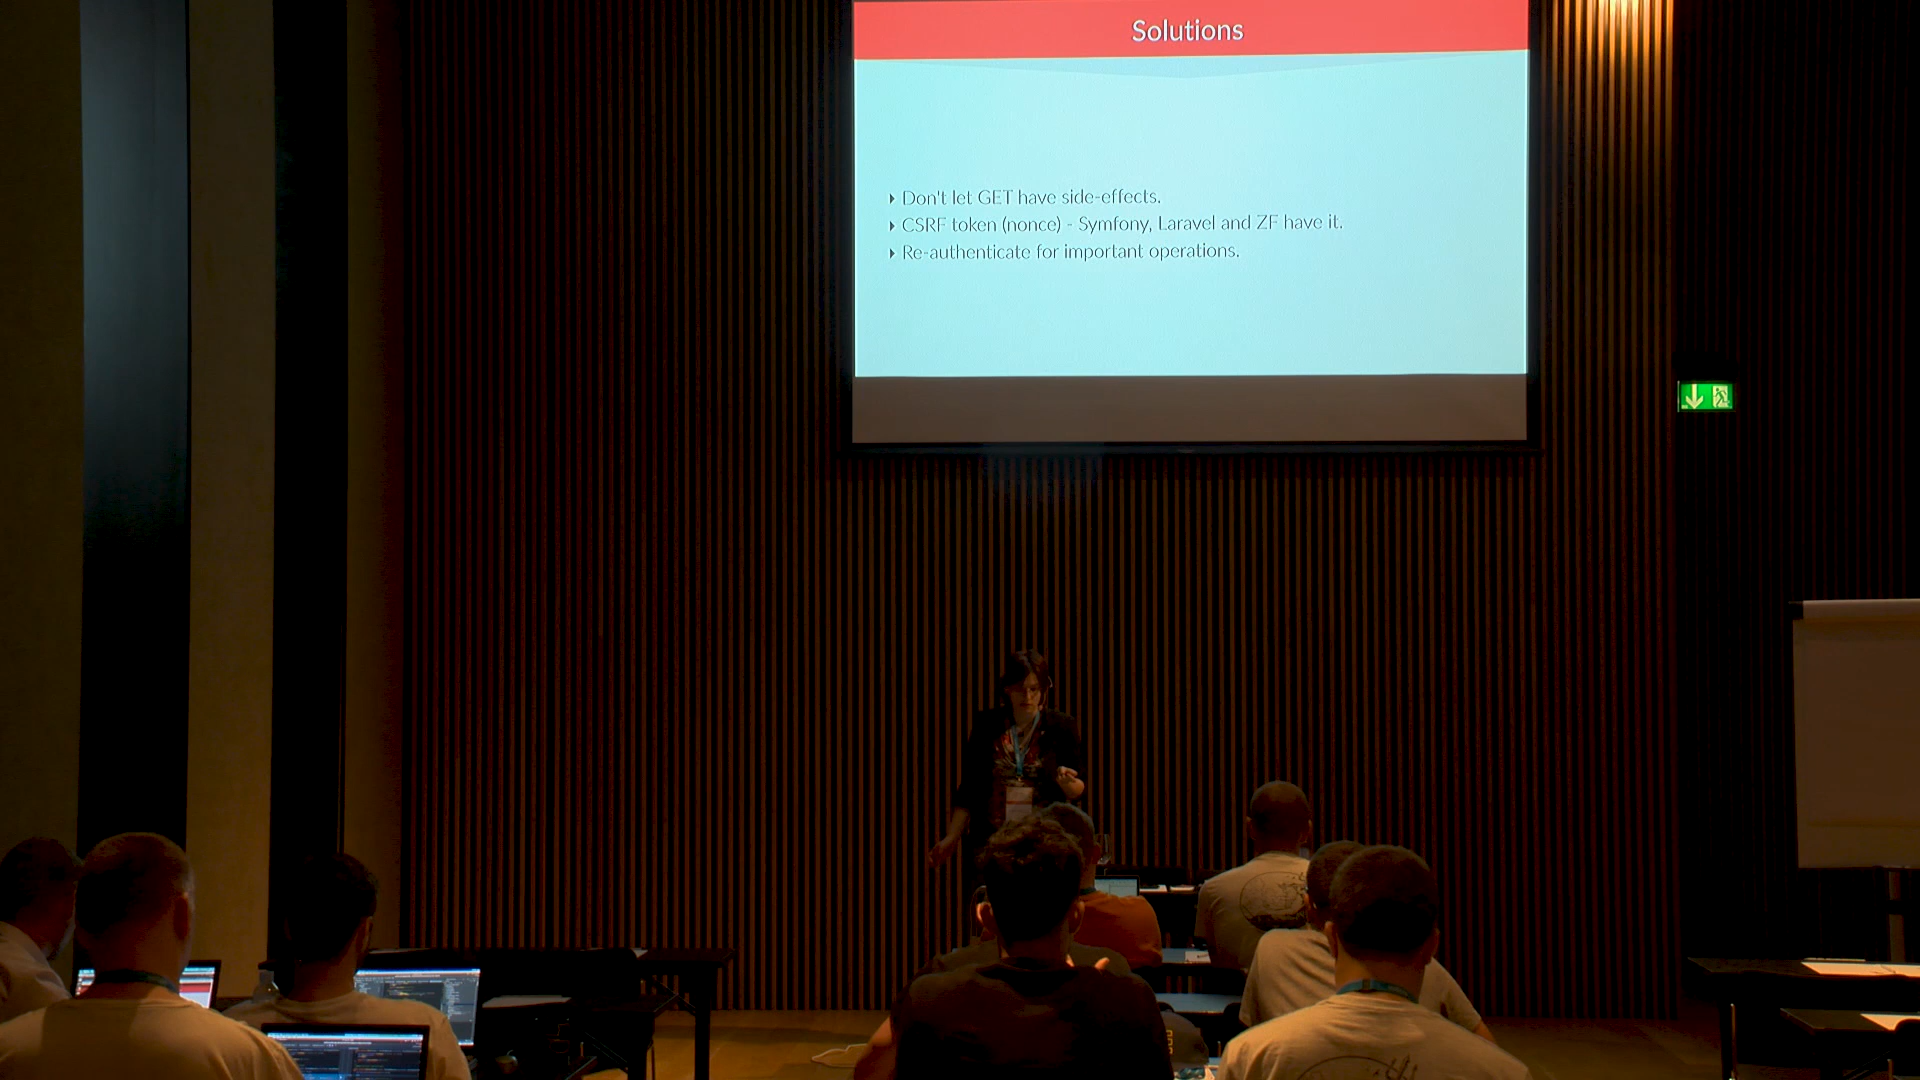 Solutions
Don't let GET have side-effects.
CSRF token (nonce) - Symfony, Laravel and ZF have it.
Re-authenticate for important operations.